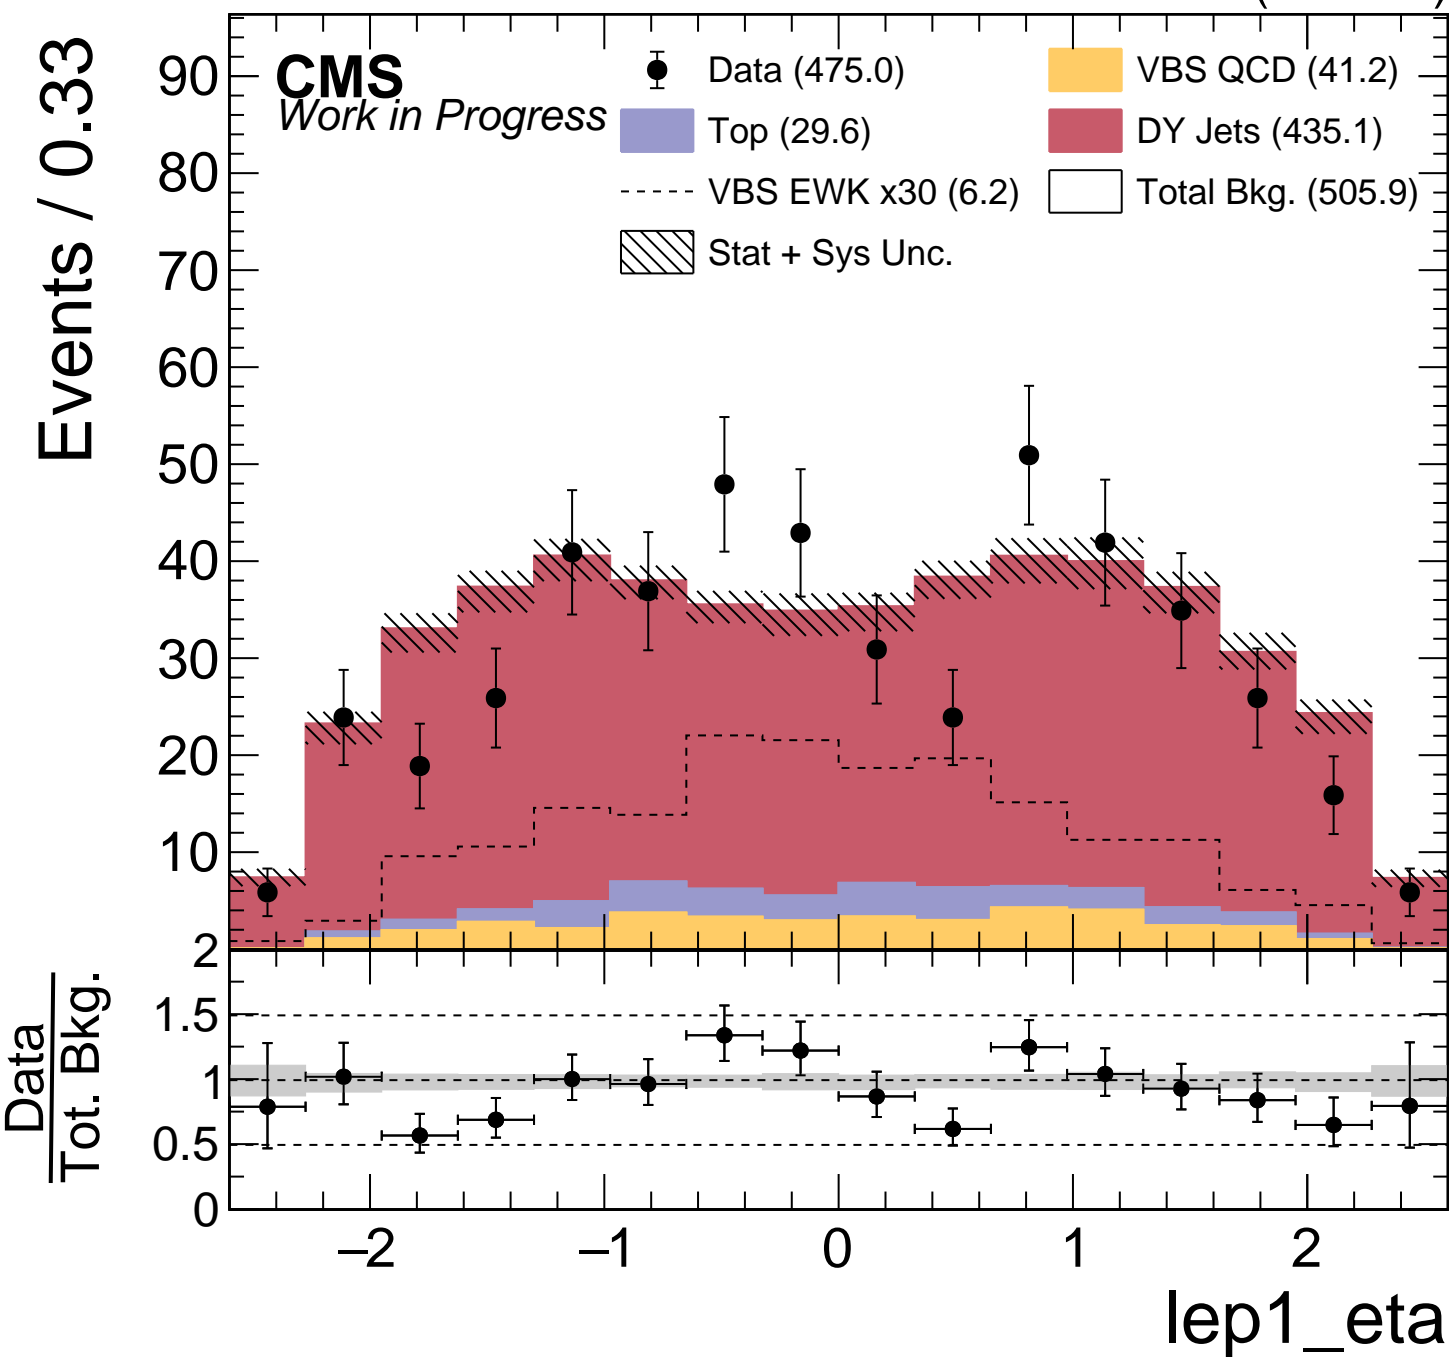 CMS
Work in Progress
Data (475.0)
VBS QCD (41.2)
Top (29.6)
DY Jets (435.1)
VBS EWK x30 (6.2)
Total Bkg. (505.9)
Stat + Sys Unc.
Events / 0.33
90
80
70
60
50
40
30
20
10
2
1.5
1
0.5
0
Data
Tot. Bkg.
−2
−1
0
1
2
lep1_eta